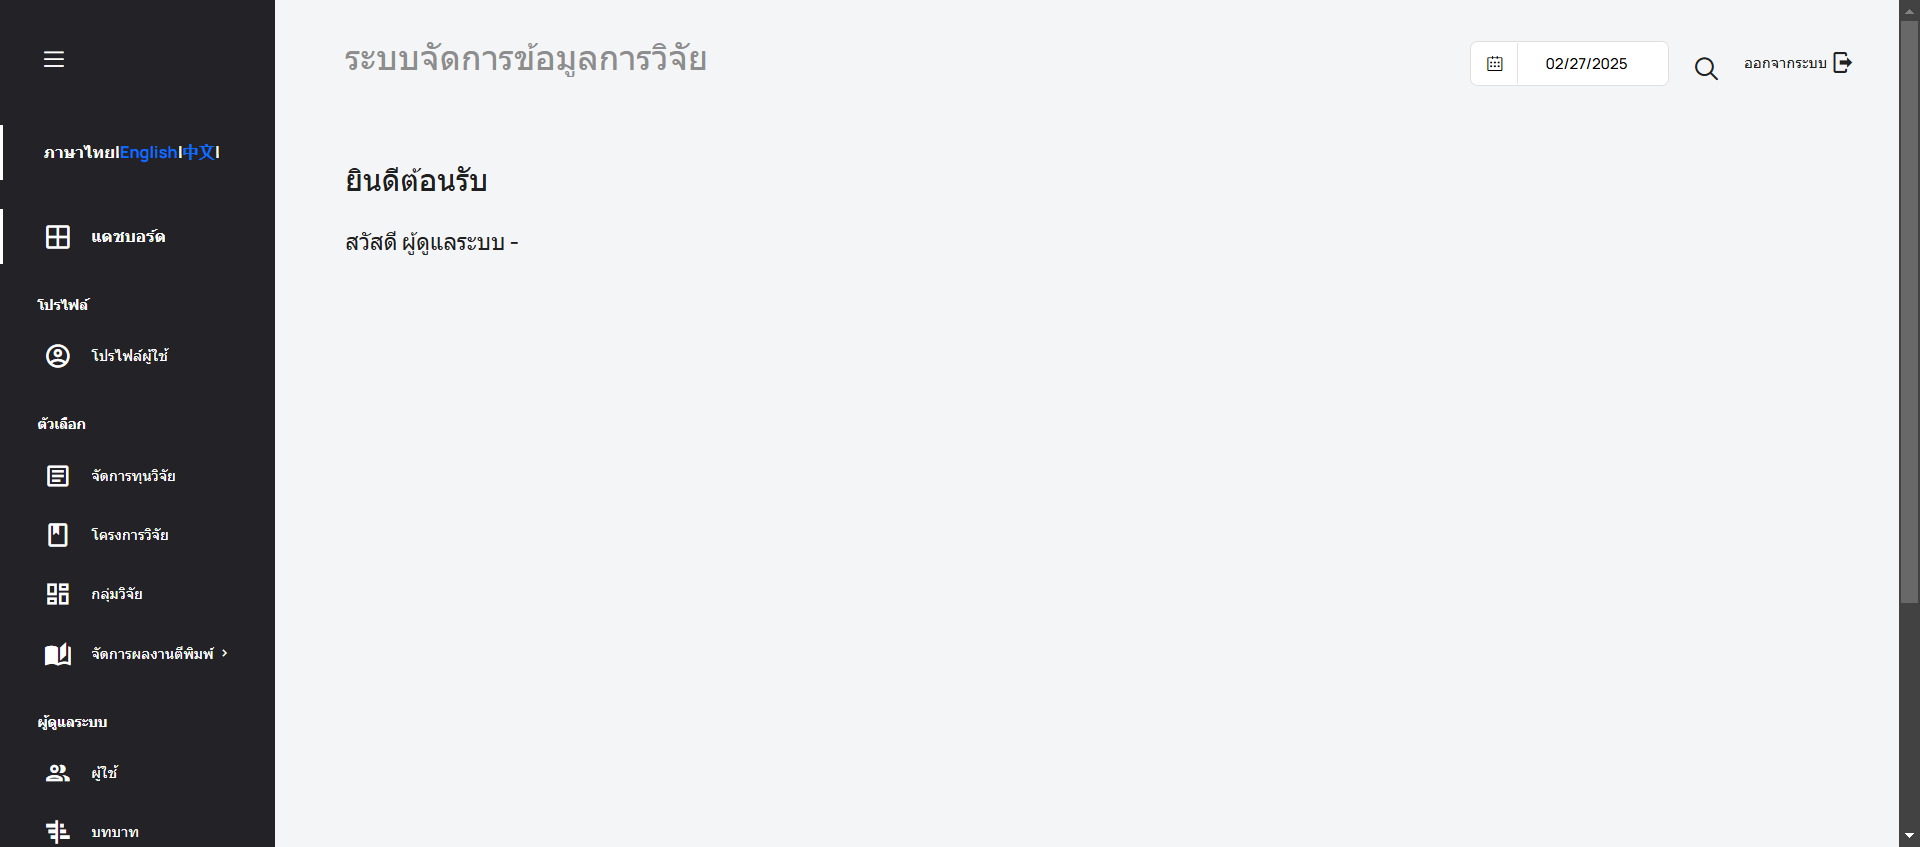 ระบบจัดการข้อมูลการวิจัย
02/27/2025
ออกจากระบบ
ภาษาไทย|English|中文|
แดชบอร์ด
โปรไฟล์
โปรไฟล์ผู้ใช้
ตัวเลือก
จัดการทุนวิจัย
โครงการวิจัย
กลุ่มวิจัย
จัดการผลงานตีพิมพ์
ผู้ดูแลระบบ
ผู้ใช้
บทบาท
ยินดีต้อนรับ
สวัสดี ผู้ดูแลระบบ -